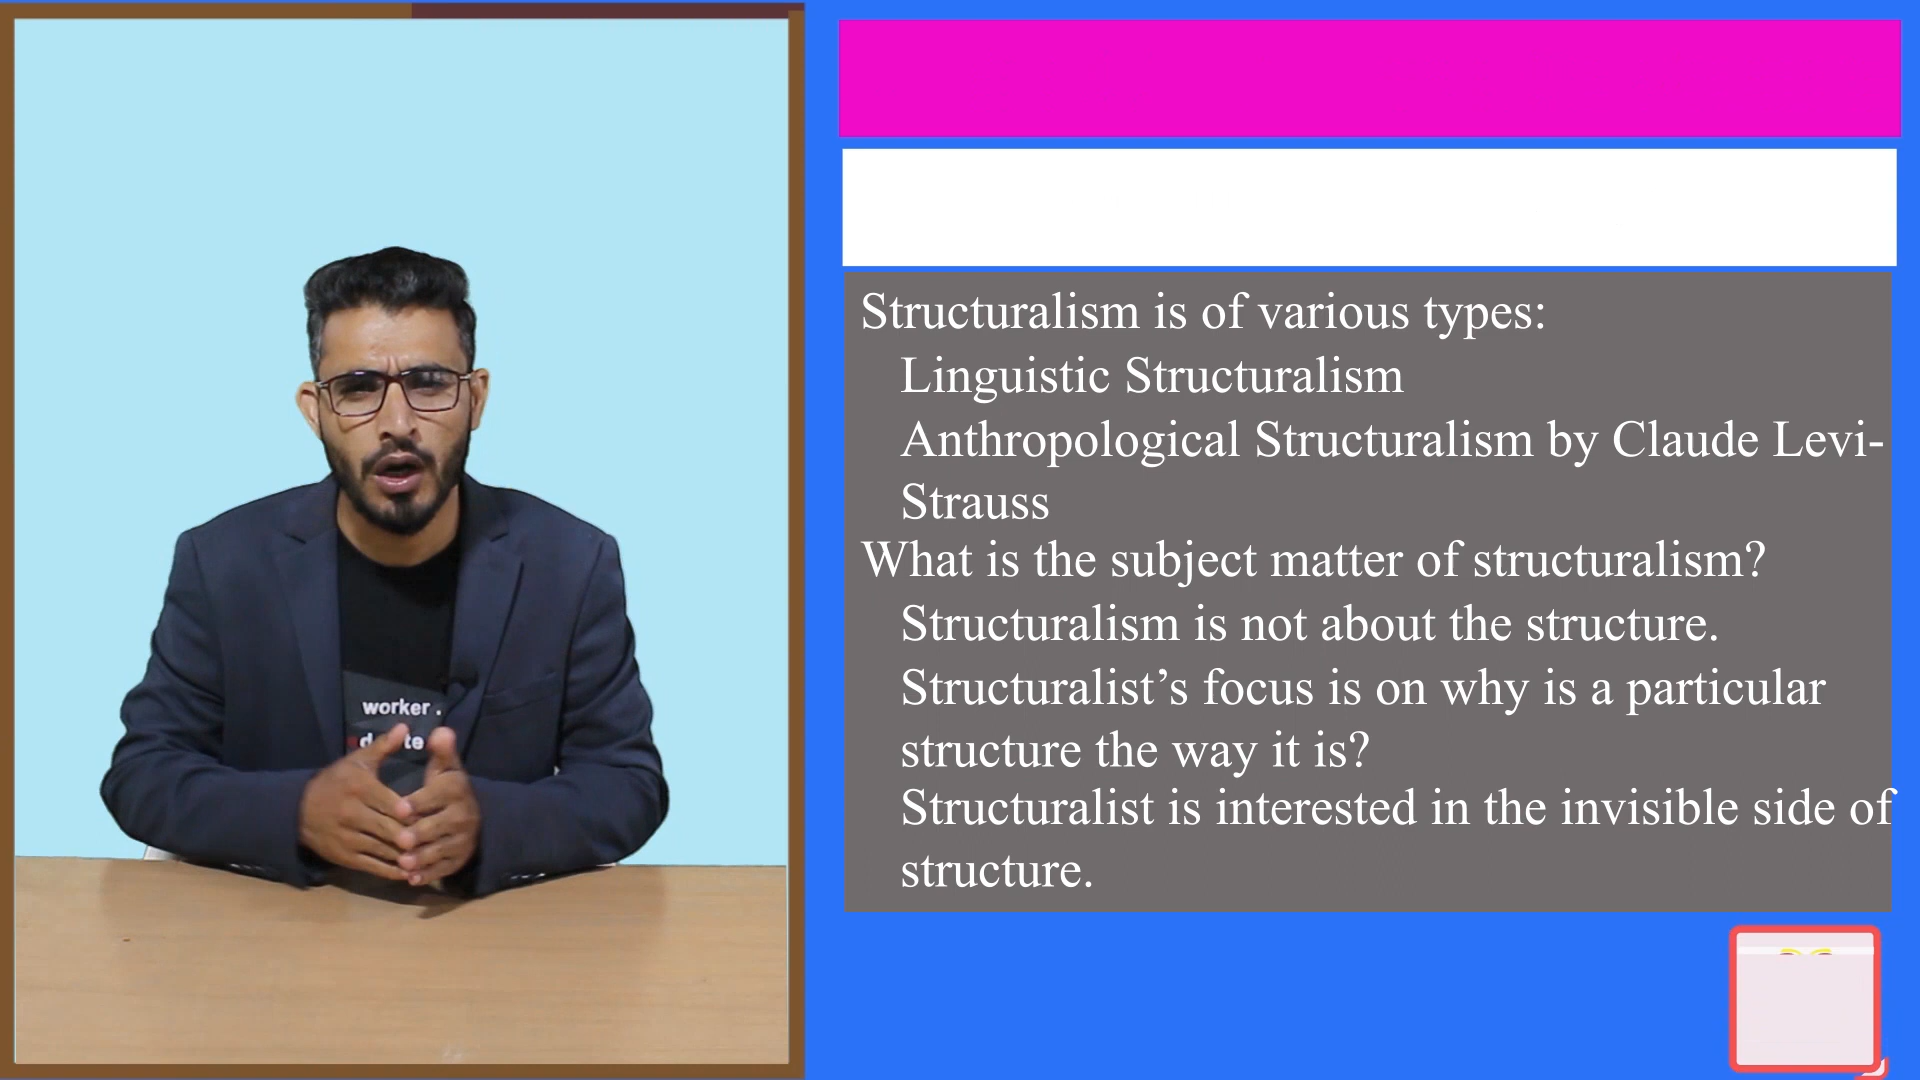 Structuralism is of various types:
Linguistic Structuralism
Anthropological Structuralism by Claude Levi-
Strauss
What is the subject matter of structuralism?
Structuralism is not about the structure.
Structuralist’s focus is on why is a particular
structure the way it is?
Structuralist is interested in the invisible side of
structure.
worker .